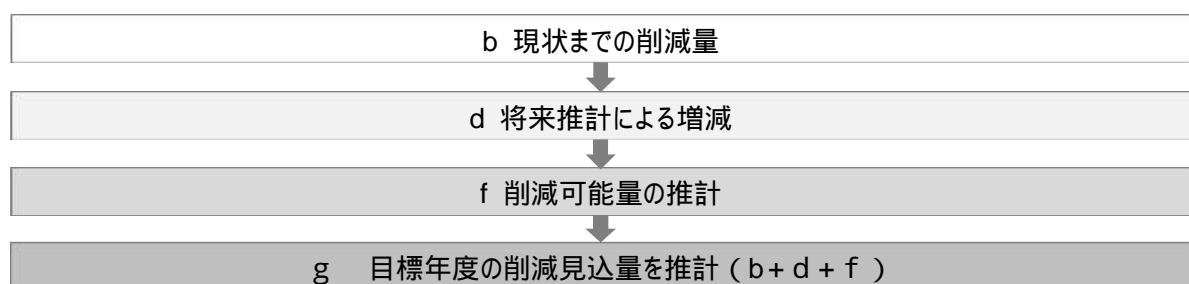 b 現状までの削減量
d 将来推計による増減
f 削減可能量の推計
g 目標年度の削減見込量を推計（b+d+f）